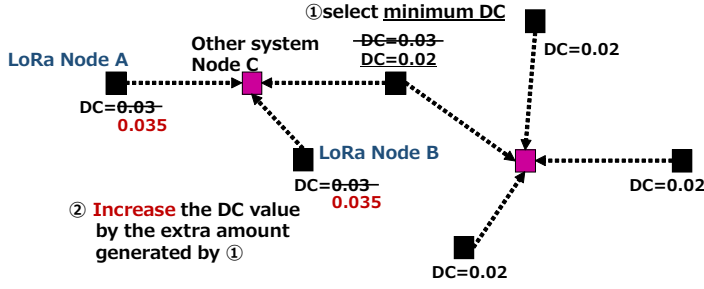 ①select minimum DC
DC=0.03
DC=0.02
DC=0.02
Other system
Node C
LoRa Node A
DC=0.03
0.035
LoRa Node B
DC=0.03
0.035
DC=0.02
② Increase the DC value
by the extra amount
generated by ①
DC=0.02